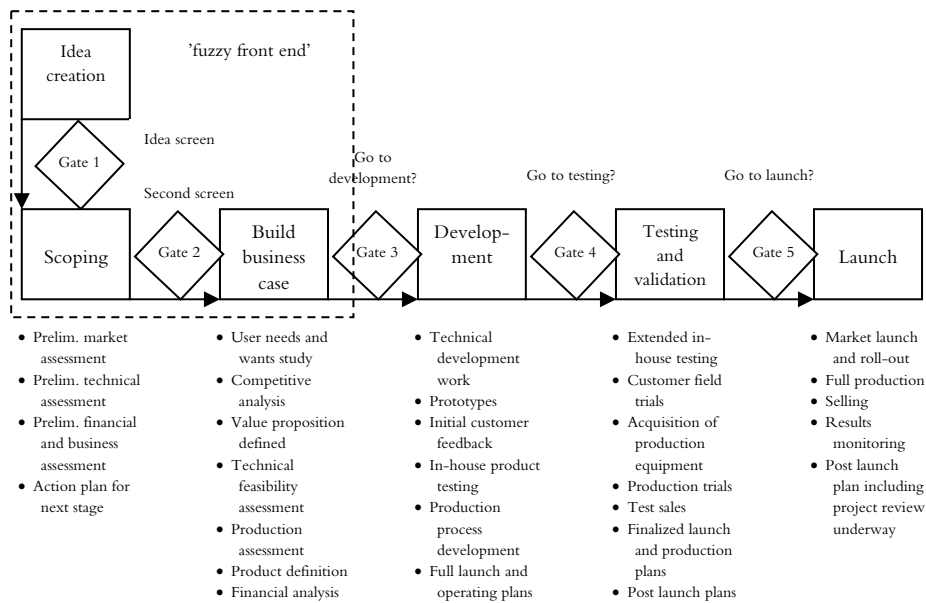 Idea
creation
’fuzzy front end’
Gate 1
Idea screen
Second screen
Go to
development?
Go to testing?
Go to launch?
Scoping
Gate 2
Build
business
case
Gate 3
Develop-
ment
Gate 4
Testing
and
validation
Gate 5
Launch
• Prelim. market
assessment
• Prelim. technical
assessment
• Prelim. financial
and business
assessment
• Action plan for
next stage
• User needs and
wants study
• Competitive
analysis
• Value proposition
defined
• Technical
feasibility
assessment
• Production
assessment
• Product definition
• Financial analysis
• Technical
development
work
• Prototypes
• Initial customer
feedback
• In-house product
testing
• Production
process
development
• Full launch and
operating plans
• Extended in-
house testing
• Customer field
trials
• Acquisition of
production
equipment
• Production trials
• Test sales
• Finalized launch
and production
plans
• Post launch plans
• Market launch
and roll-out
• Full production
• Selling
• Results
monitoring
• Post launch
plan including
project review
underway